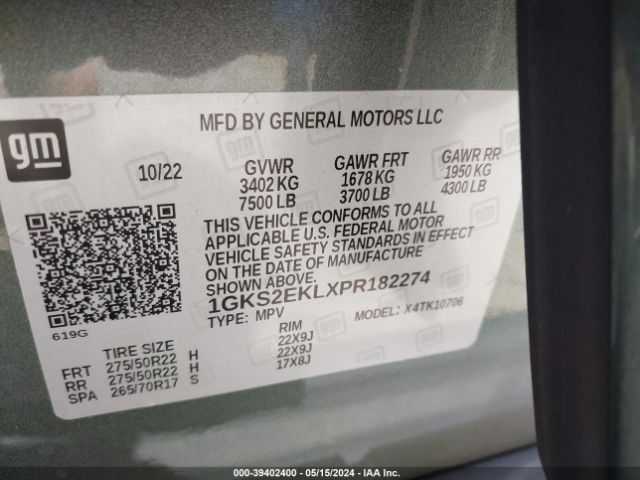 gm
MFD BY GENERAL MOTORS LLC
10/22
GVWR
3402 KG
7500 LB
GAWR FRT
1678 KG
3700 LB
GAWR RR
1950 KG
4300 LB
THIS VEHICLE CONFORMS TO ALL
APPLICABLE U.S. FEDERAL MOTOR
VEHICLE SAFETY STANDARDS IN EFFECT
ON THE DATE OF MANUFACTURE
SHOWN ABOVE.
1GKS2EKLXPR182274
TYPE: MPV
MODEL: X4TK10706
619G
TIRE SIZE RIM
FRT 275/50R22 H 22X9J
RR 275/50R22 H 22X9J
SPA 265/70R17 S 17X8J
000-39402400 - 05/15/2024 - IAA Inc.